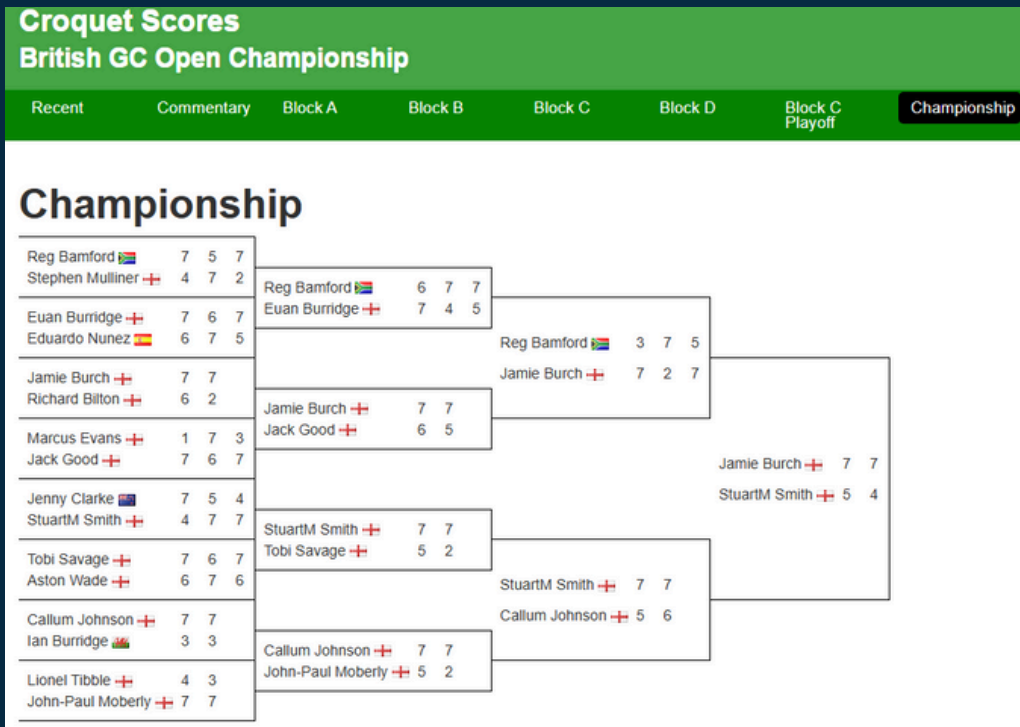 Croquet Scores
British GC Open Championship
Recent Commentary Block A Block B Block C Block D Block C Playoff Championship
Championship
Reg Bamford 7 5 7
Stephen Mulliner 4 7 2
Euan Burridge 7 6 7
Eduardo Nunez 6 7 5
Jamie Burch 7 7
Richard Bilton 6 2
Marcus Evans 1 7 3
Jack Good 7 6 7
Jenny Clarke 7 5 4
StuartM Smith 4 7 7
Tobi Savage 7 6 7
Aston Wade 6 7 6
Callum Johnson 7 7
Ian Burridge 3 3
Lionel Tibble 4 3
John-Paul Moberly 7 7
Reg Bamford 6 7 7
Euan Burridge 7 4 5
Jamie Burch 7 7
Jack Good 6 5
StuartM Smith 7 7
Tobi Savage 5 2
Callum Johnson 7 7
John-Paul Moberly 5 2
Reg Bamford 3 7 5
Jamie Burch 7 2 7
StuartM Smith 7 7
Callum Johnson 5 6
Jamie Burch 7 7
StuartM Smith 5 4